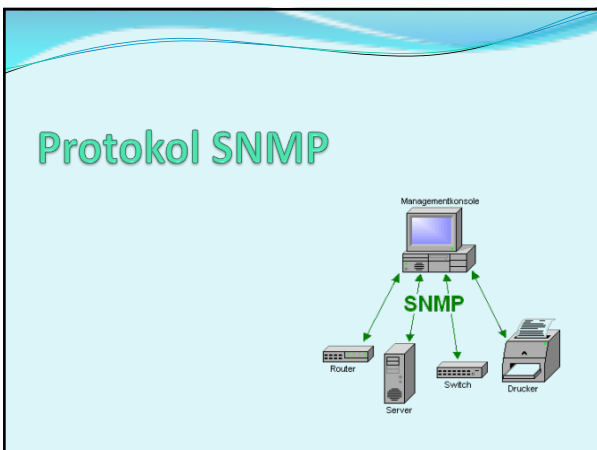 Protokol SNMP
Managementkonsole
SNMP
Router
Server
Switch
Drucker